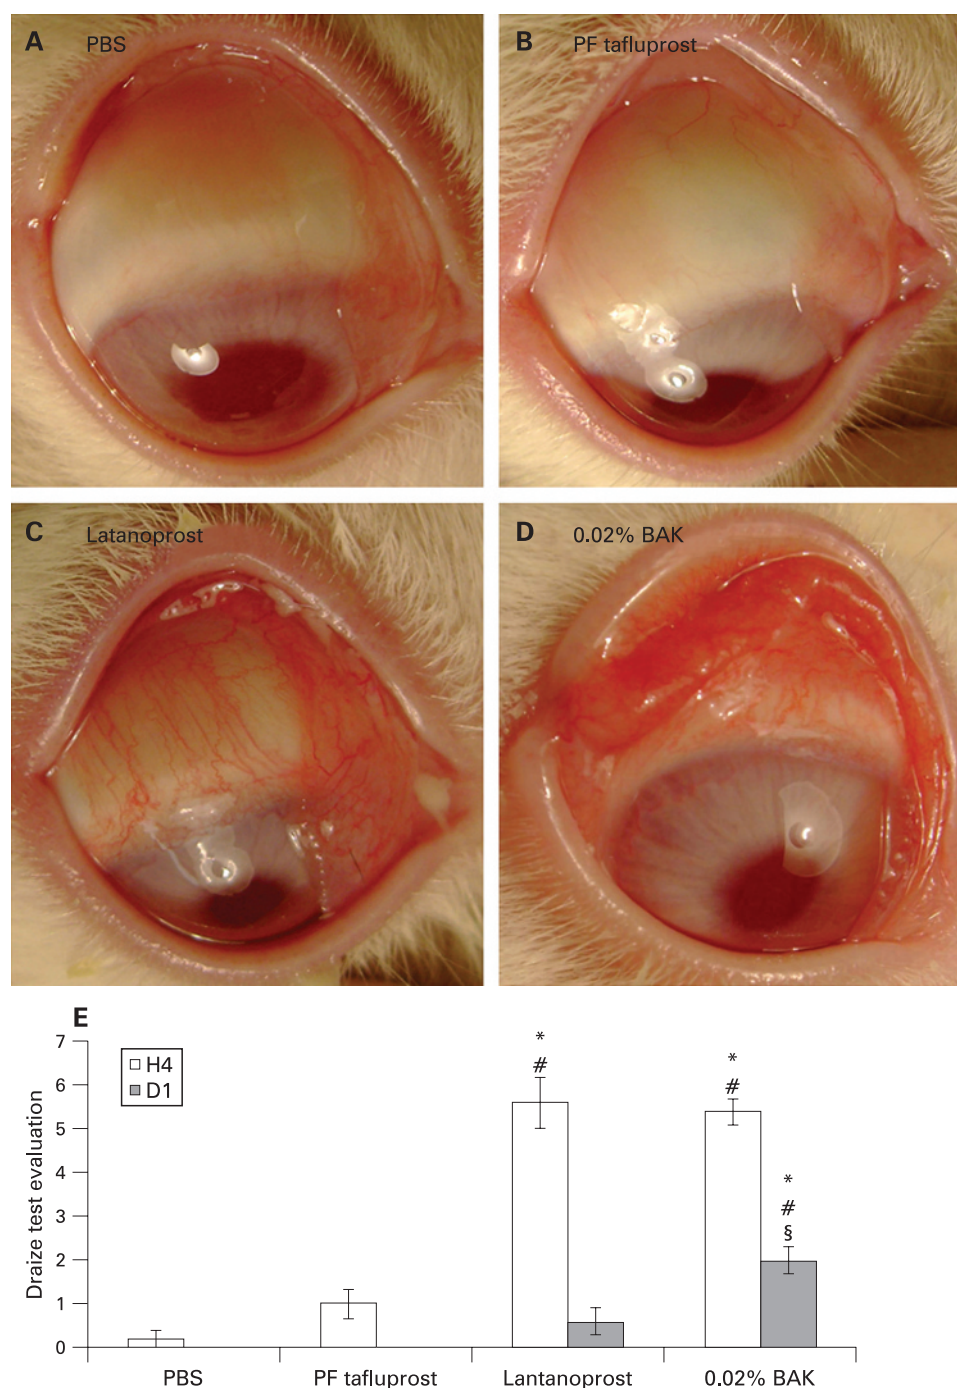 A PBS
B PF tafluprost
C Latanoprost
D 0.02% BAK
E
Draize test evaluation
7
6
5
4
3
2
1
0
H4
D1
*
#
*
#
*
#
§
PBS
PF tafluprost
Lantanoprost
0.02% BAK